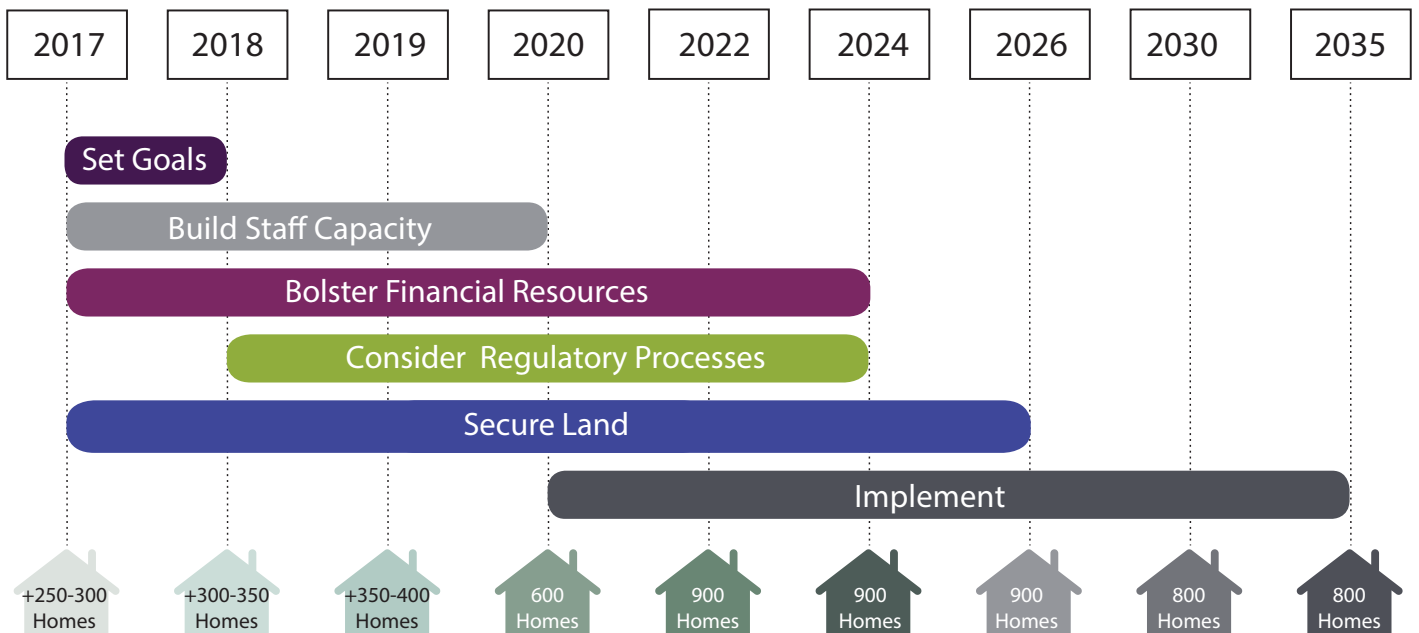 2017 2018 2019 2020 2022 2024 2026 2030 2035
Set Goals
Build Staff Capacity
Bolster Financial Resources
Consider Regulatory Processes
Secure Land
Implement
+250-300 +300-350 +350-400 600 900 900 900 800 800
Homes Homes Homes Homes Homes Homes Homes Homes Homes